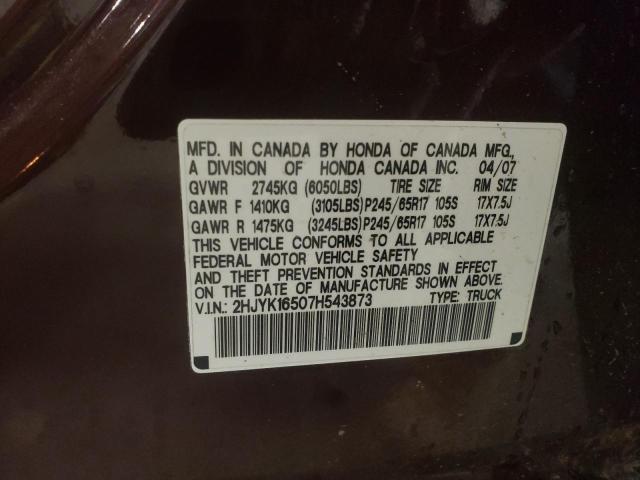 MFD. IN CANADA BY HONDA OF CANADA MFG.,
A DIVISION OF HONDA CANADA INC. 04/07
GVWR 2745KG (6050LBS) TIRE SIZE RIM SIZE
GAWR F 1410KG (3105LBS) P245/65R17 105S 17X7.5J
GAWR R 1475KG (3245LBS) P245/65R17 105S 17X7.5J
THIS VEHICLE CONFORMS TO ALL APPLICABLE
FEDERAL MOTOR VEHICLE SAFETY
AND THEFT PREVENTION STANDARDS IN EFFECT
ON THE DATE OF MANUFACTURE SHOWN ABOVE.
V.I.N.: 2HJYK16507H543873 TYPE: TRUCK